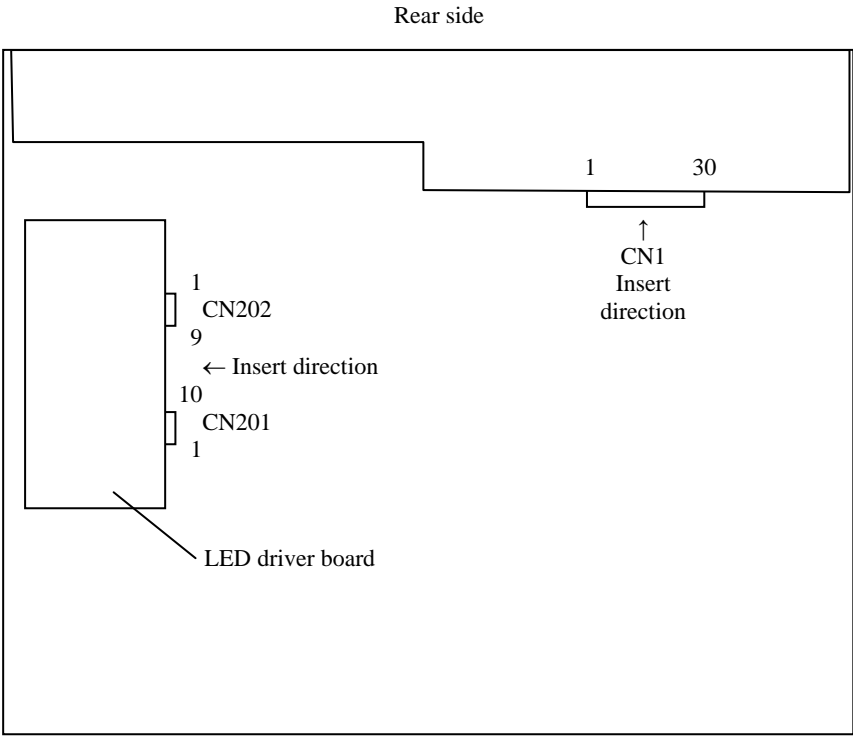 Rear side
1 30
↑
CN1
Insert
direction
1
CN202
9
← Insert direction
10
CN201
1
LED driver board